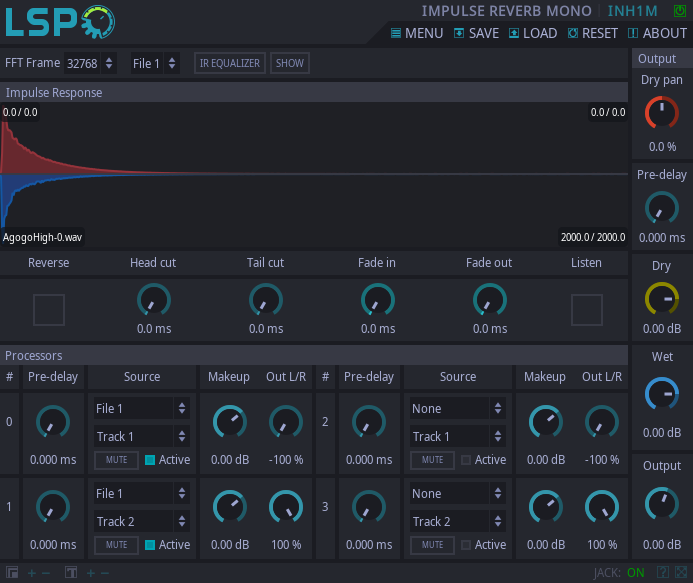 LSP
IMPULSE REVERB MONO INH1M
MENU SAVE LOAD RESET ABOUT
FFT Frame 32768 File 1 IR EQUALIZER SHOW
Output
Impulse Response
Dry pan
0.0 / 0.0 0.0 / 0.0
0.0 %
Pre-delay
AgogoHigh-0.wav 2000.0 / 2000.0
0.000 ms
Reverse Head cut Tail cut Fade in Fade out Listen
Dry
0.0 ms 0.0 ms 0.0 ms 0.0 ms
0.00 dB
Processors
Wet
# Pre-delay Source Makeup Out L/R # Pre-delay Source Makeup Out L/R
0 File 1 2 None
Track 1 Track 1
0.00 dB
0.000 ms MUTE Active 0.00 dB -100 % 0.000 ms MUTE Active 0.00 dB -100 %
Output
1 File 1 3 None
Track 2 Track 2
0.000 ms MUTE Active 0.00 dB 100 % 0.000 ms MUTE Active 0.00 dB 100 %
0.00 dB
+ − + − JACK: ON ?